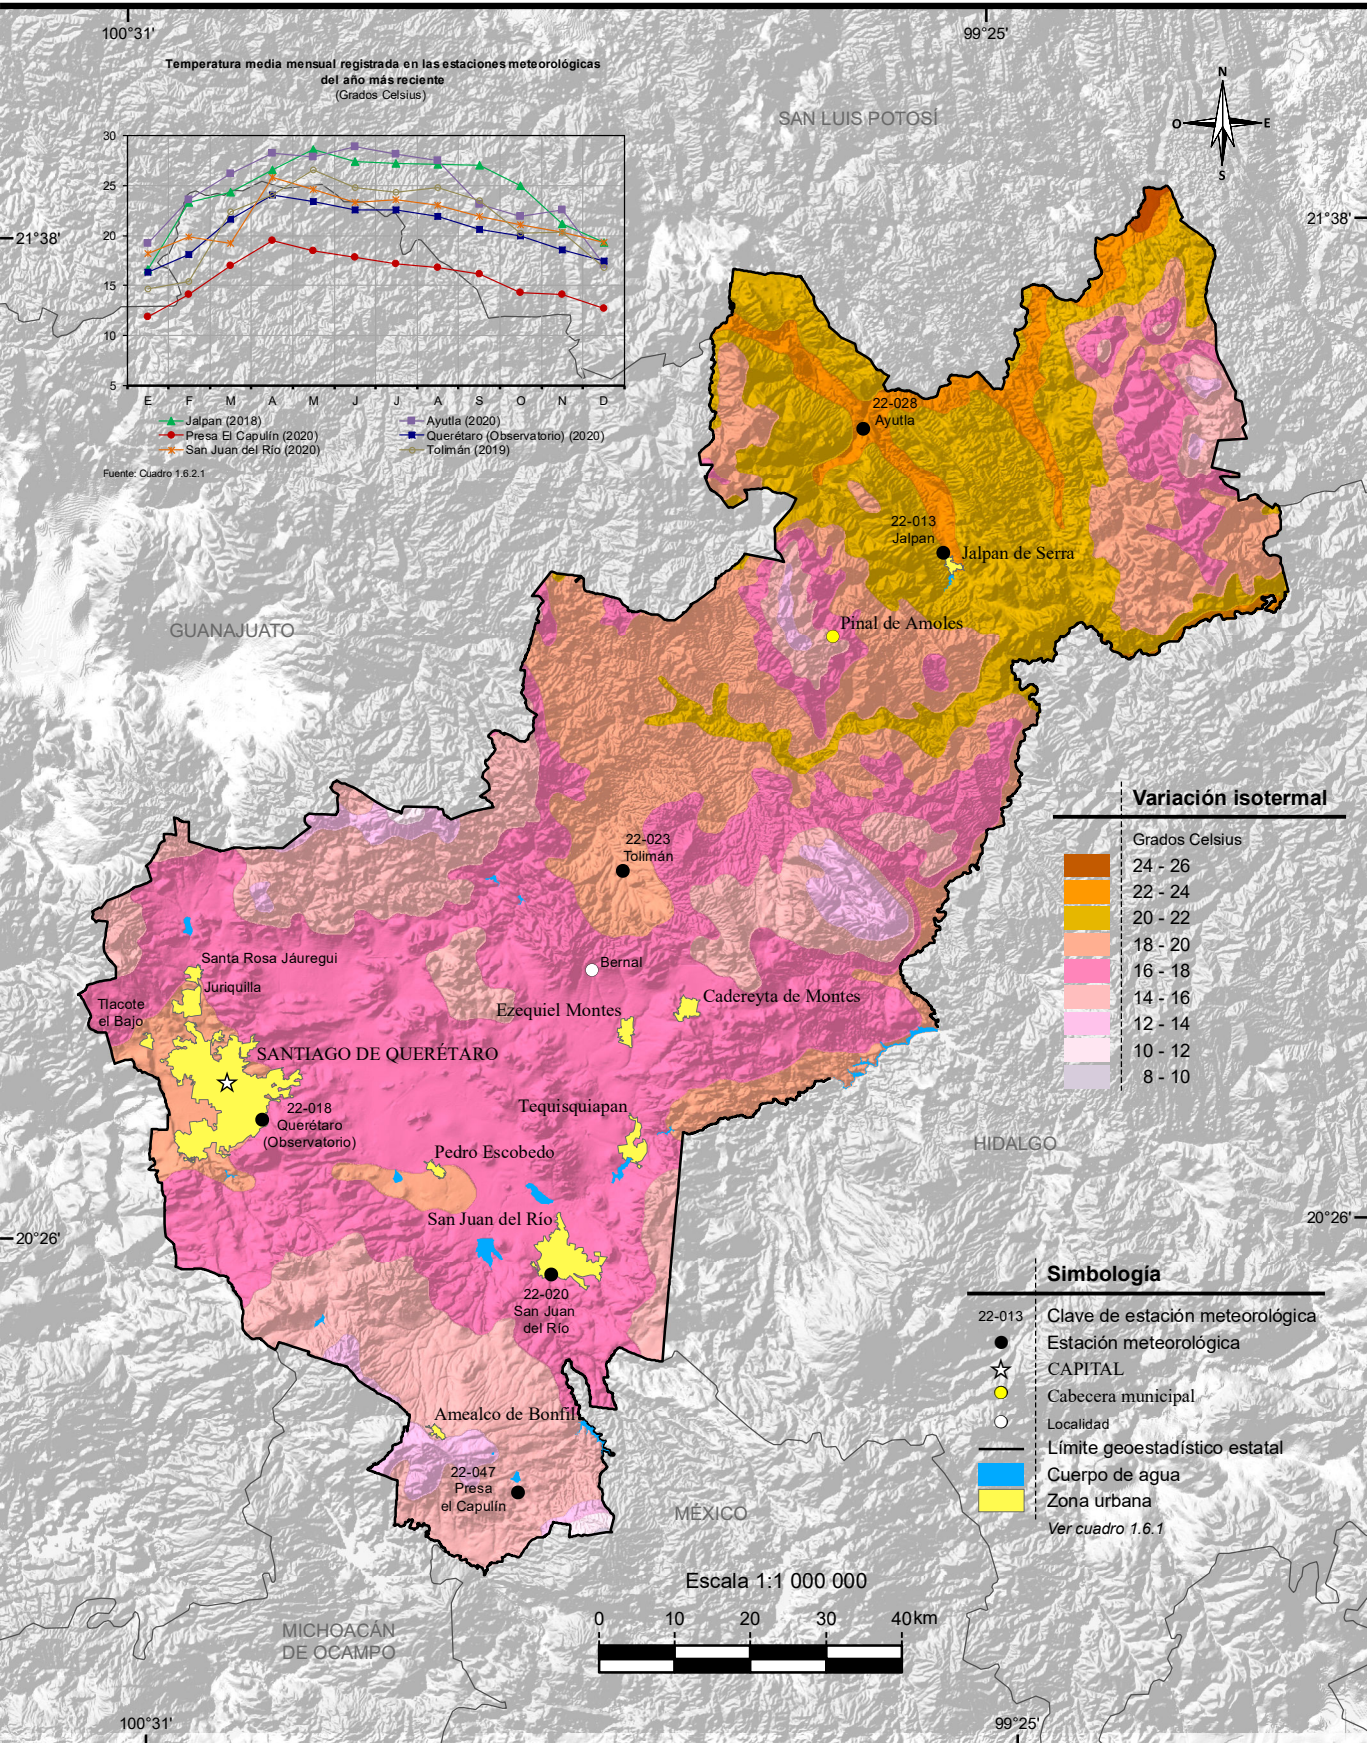 100°31'
99°25'
Temperatura media mensual registrada en las estaciones meteorológicas
del año más reciente
(Grados Celsius)
30
25
20
15
10
5
E F M A M J J A S O N D
Jalpan (2018)
Ayutla (2020)
Presa El Capulín (2020)
Querétaro (Observatorio) (2020)
San Juan del Río (2020)
Tolimán (2019)
Fuente: Cuadro 1.6.2.1
SAN LUIS POTOSÍ
N
O
E
S
21°38'
21°38'
22-028
Ayutla
22-013
Jalpan
Jalpan de Serra
GUANAJUATO
Pinal de Amoles
Variación isotermal
Grados Celsius
24 - 26
22 - 24
20 - 22
18 - 20
16 - 18
14 - 16
12 - 14
10 - 12
8 - 10
22-023
Tolimán
Santa Rosa Jáuregui
Juriquilla
Bernal
Tlacote
el Bajo
Ezequiel Montes
Cadereyta de Montes
SANTIAGO DE QUERÉTARO
22-018
Querétaro
(Observatorio)
Tequisquiapan
Pedro Escobedo
HIDALGO
San Juan del Río
20°26'
20°26'
22-020
San Juan
del Río
Simbología
22-013 Clave de estación meteorológica
Estación meteorológica
CAPITAL
Cabecera municipal
Localidad
Límite geoestadístico estatal
Cuerpo de agua
Zona urbana
Ver cuadro 1.6.1
Amealco de Bonfil
22-047
Presa
el Capulín
MÉXICO
Escala 1:1 000 000
0 10 20 30 40 km
MICHOACÁN
DE OCAMPO
100°31'
99°25'